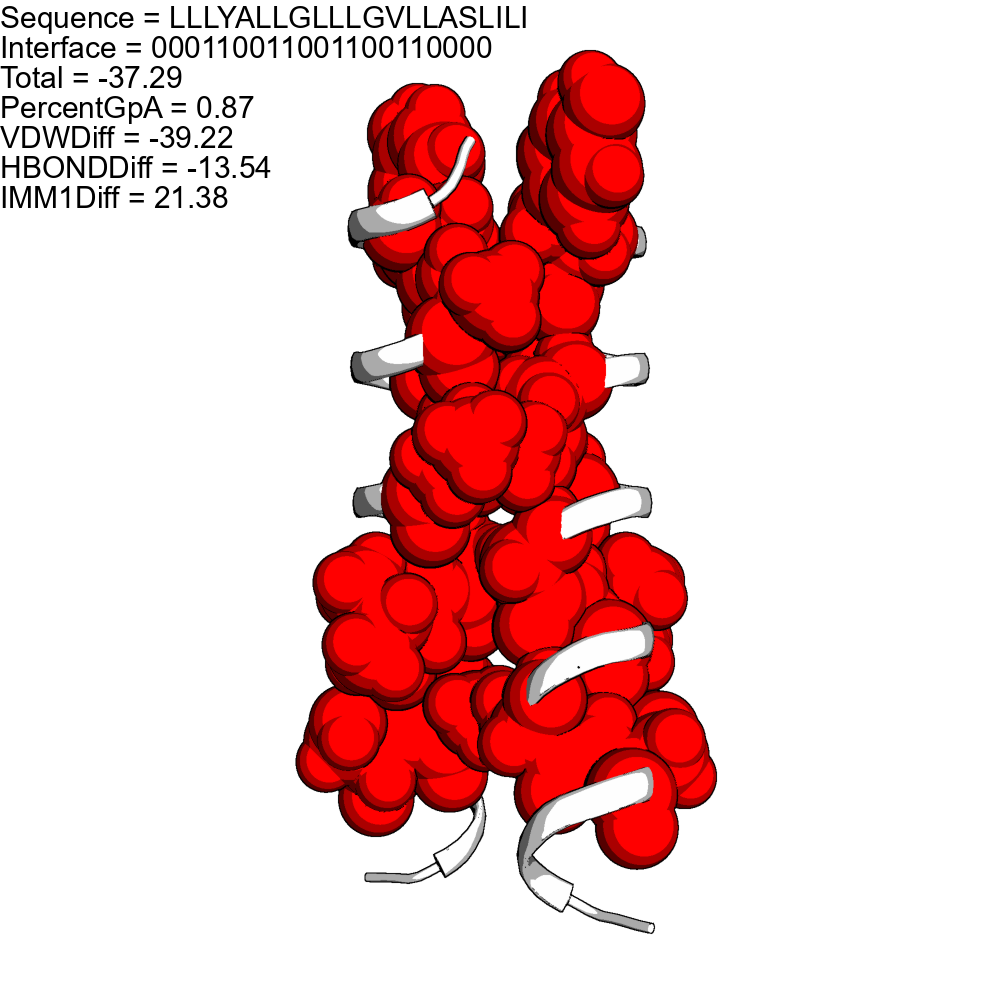 Sequence = LLLYALLGLLLGVLLASLILI
Interface = 000110011001100110000
Total = -37.29
PercentGpA = 0.87
VDWDiff = -39.22
HBONDDiff = -13.54
IMM1Diff = 21.38